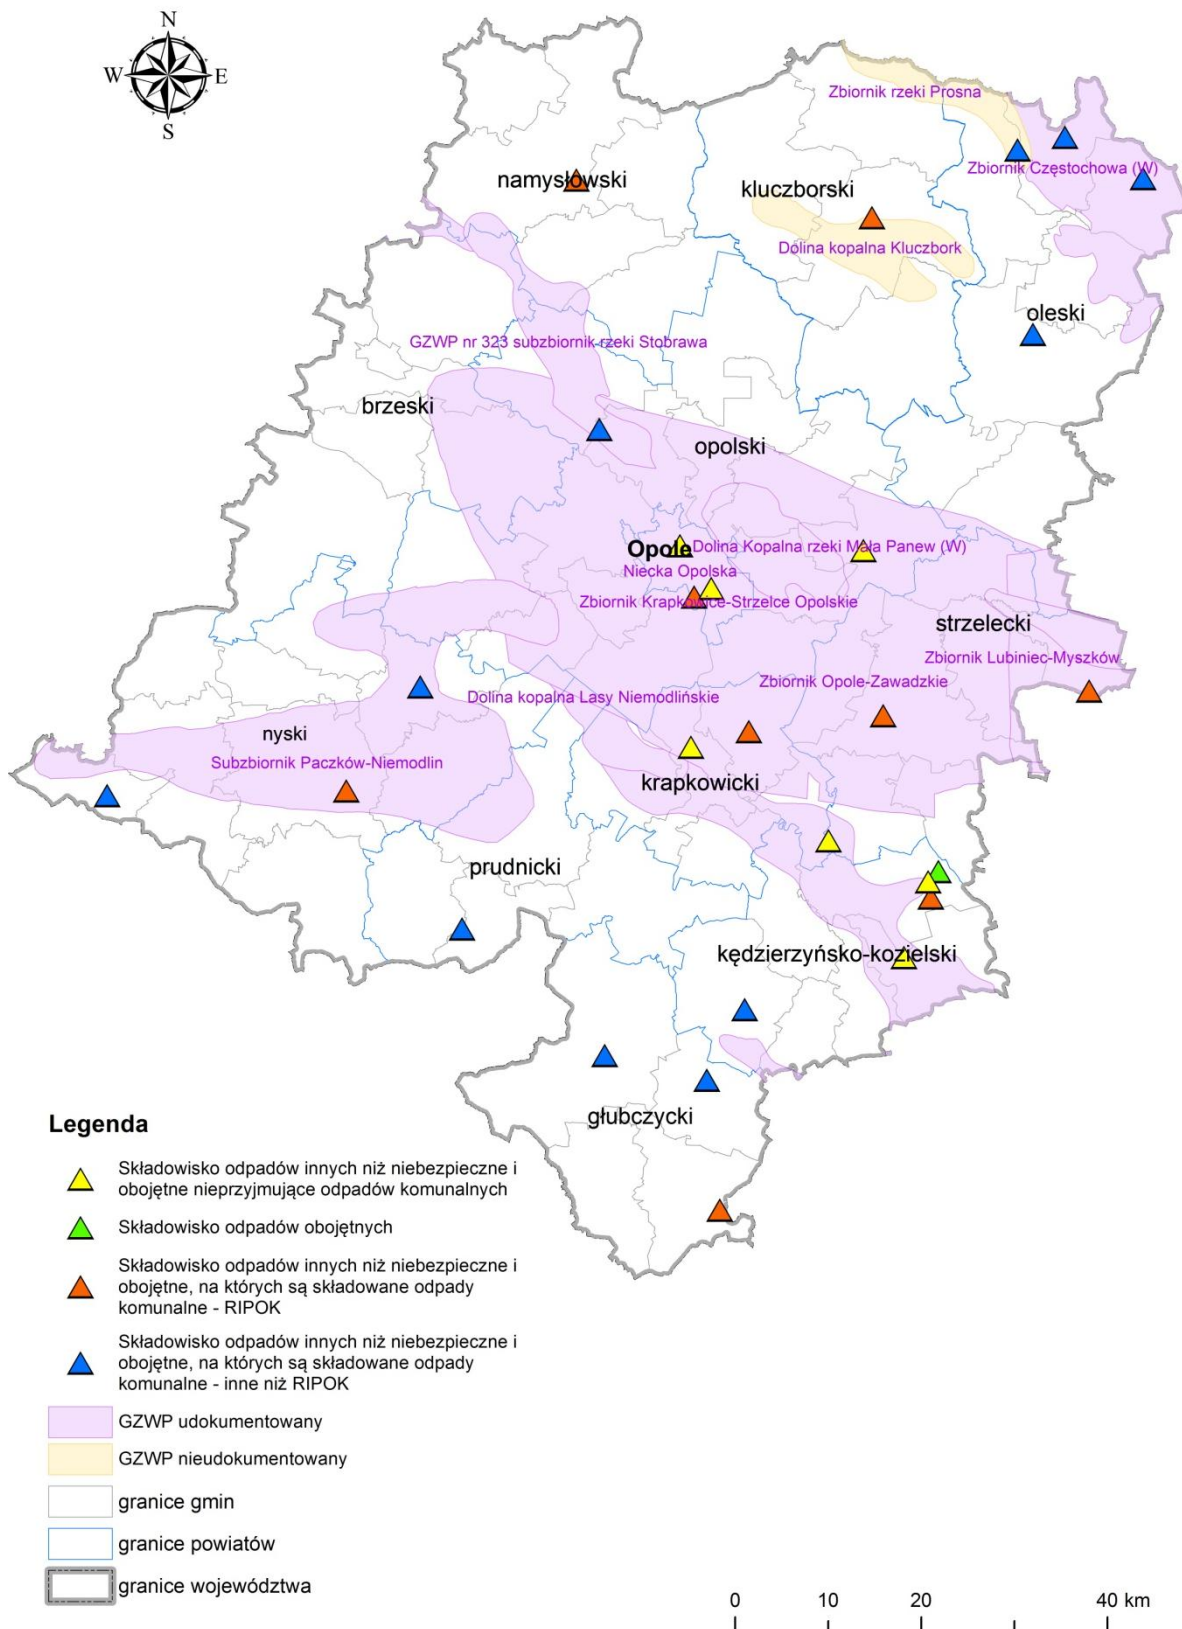 N
W E
S
Zbiornik rzeki Prosna
Zbiornik Częstochowa (W)
namysłowski
kluczborski
Dolina kopalna Kluczbork
oleski
GZWP nr 323 subzbiornik rzeki Stobrawa
brzeski
opolski
Opole
Dolina Kopalna rzeki Mała Panew (W)
Niecka Opolska
Zbiornik Krapkowice-Strzelce Opolskie
strzelecki
Zbiornik Lubiniec-Myszków
Zbiornik Opole-Zawadzkie
Dolina kopalna Lasy Niemodlińskie
nyski
Subzbiornik Paczków-Niemodlin
krapkowicki
prudnicki
kędzierzyńsko-kozielski
głubczycki
Legenda
Składowisko odpadów innych niż niebezpieczne i
obojętne nieprzyjmujące odpadów komunalnych
Składowisko odpadów obojętnych
Składowisko odpadów innych niż niebezpieczne i
obojętne, na których są składowane odpady
komunalne - RIPOK
Składowisko odpadów innych niż niebezpieczne i
obojętne, na których są składowane odpady
komunalne - inne niż RIPOK
GZWP udokumentowany
GZWP nieudokumentowany
granice gmin
granice powiatów
granice województwa
0 10 20 40 km